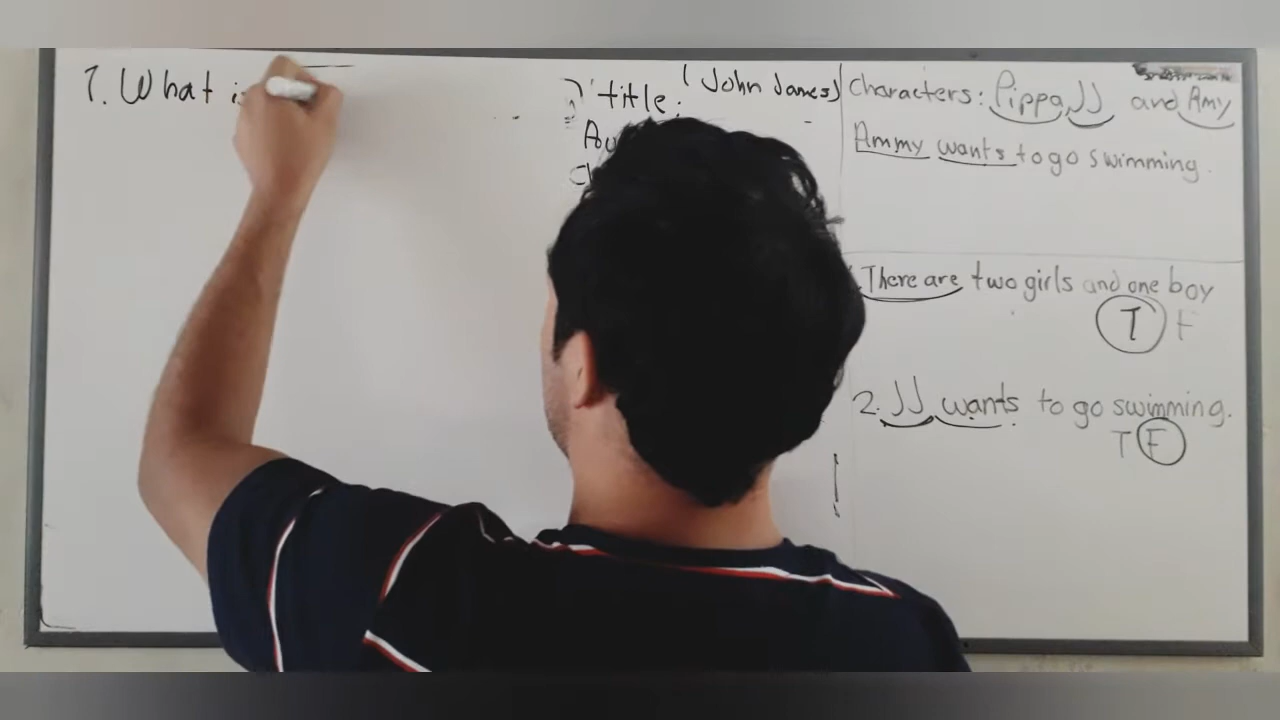 1. What is
title:
(John James)
Au
Characters: Pippa, JJ and Amy
Ammy wants to go swimming.
There are two girls and one boy
T F
2. JJ wants to go swimming.
T F